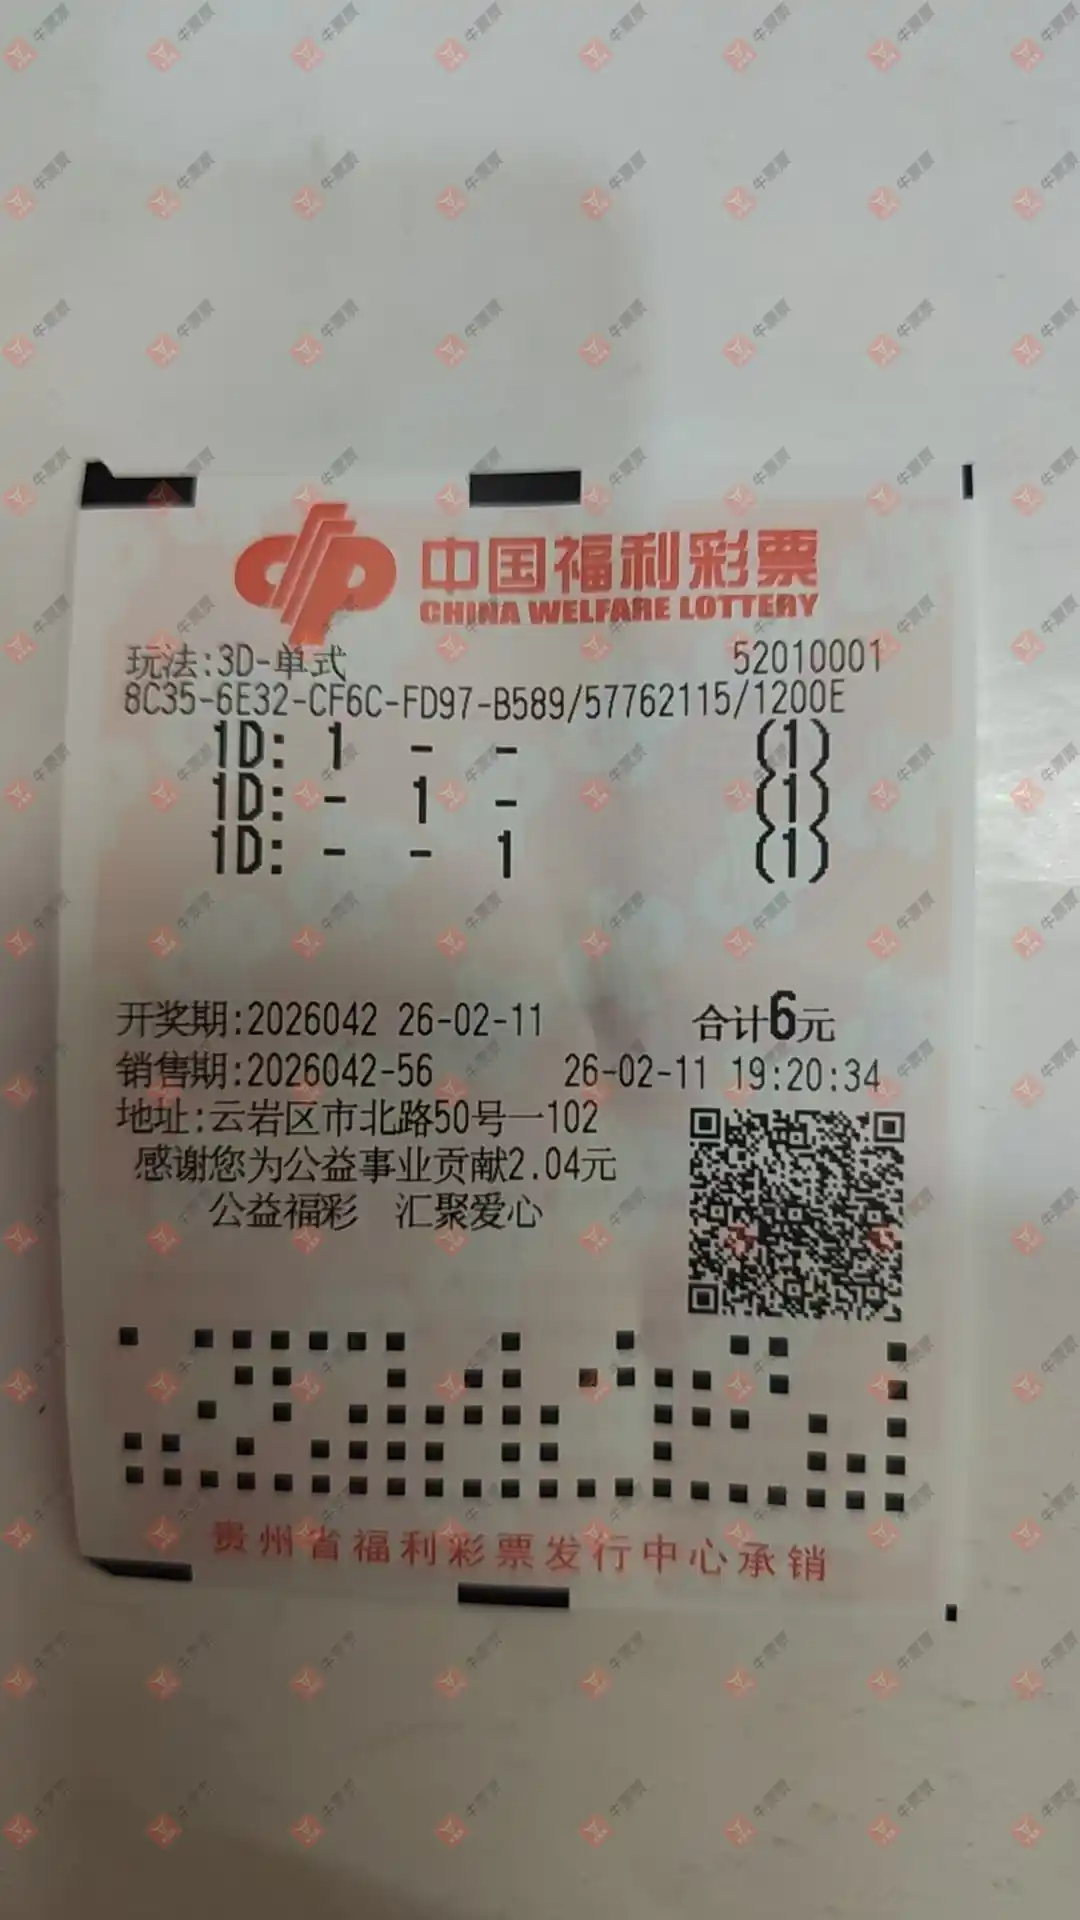 中国福利彩票
CHINA WELFARE LOTTERY
玩法:3D-单式 52010001
8C35-6E32-CF6C-FD97-B589/57762115/1200E
1D: 1 - - (1)
1D: - 1 - (1)
1D: - - 1 (1)
开奖期:2026042 26-02-11 合计6元
销售期:2026042-56 26-02-11 19:20:34
地址:云岩区市北路50号一102
感谢您为公益事业贡献2.04元
公益福彩 汇聚爱心
贵州省福利彩票发行中心承销